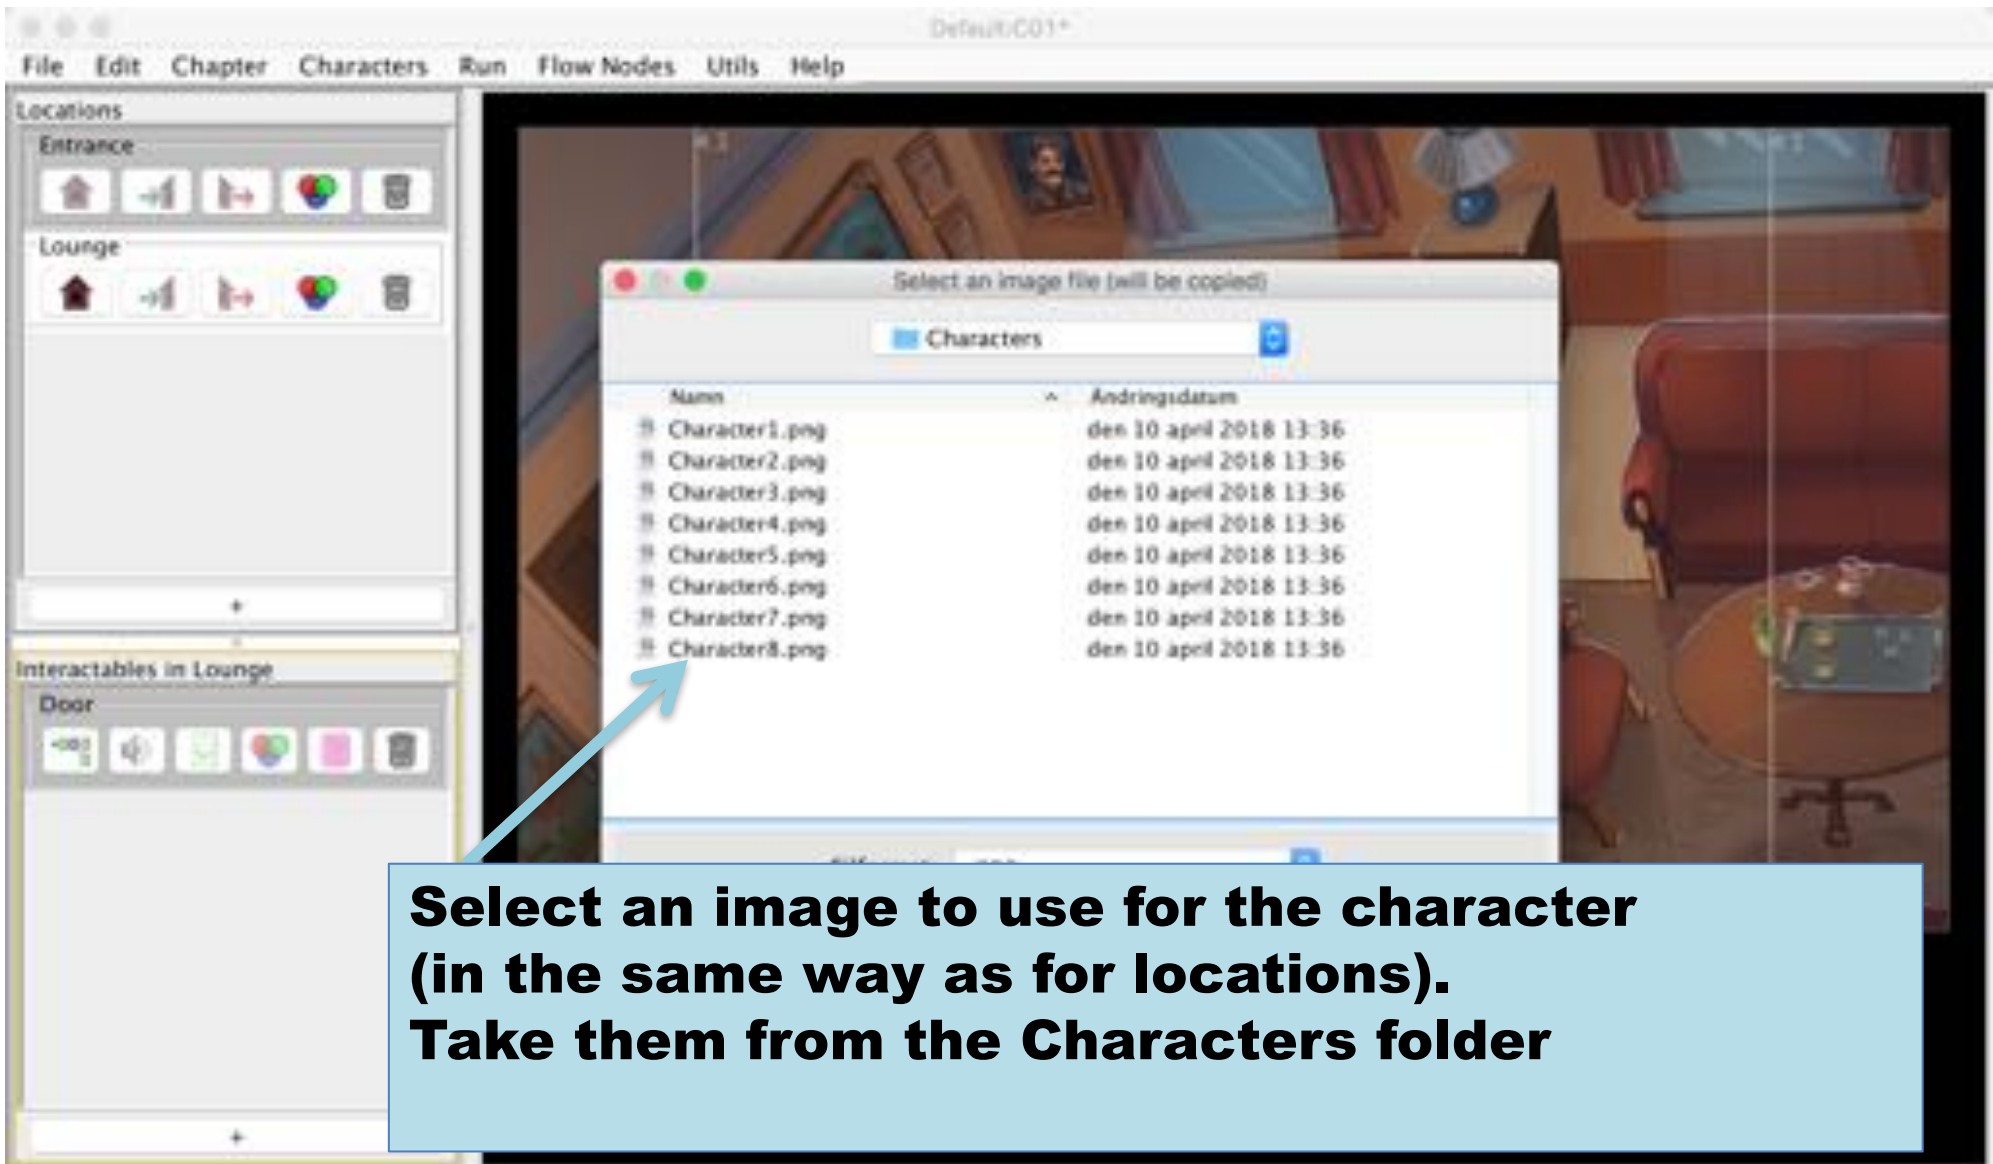 Default:C01*
File Edit Chapter Characters Run Flow Nodes Utils Help
Locations
Entrance
Lounge
+
Interactables in Lounge
Door
+
Select an image file (will be copied)
Characters
Namn Ändringsdatum
Character1.png den 10 april 2018 13:36
Character2.png den 10 april 2018 13:36
Character3.png den 10 april 2018 13:36
Character4.png den 10 april 2018 13:36
Character5.png den 10 april 2018 13:36
Character6.png den 10 april 2018 13:36
Character7.png den 10 april 2018 13:36
Character8.png den 10 april 2018 13:36
Select an image to use for the character
(in the same way as for locations).
Take them from the Characters folder